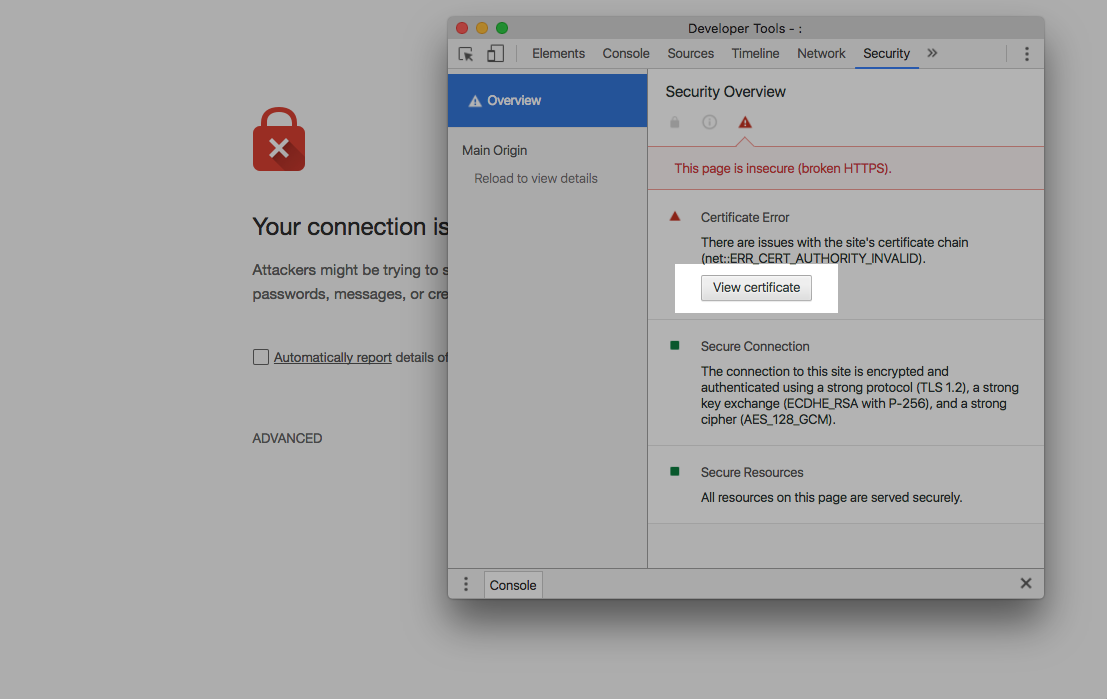 Developer Tools - :
Elements Console Sources Timeline Network Security »
Overview
Main Origin
Reload to view details
Security Overview
This page is insecure (broken HTTPS).
Certificate Error
There are issues with the site's certificate chain
(net::ERR_CERT_AUTHORITY_INVALID).
View certificate
Secure Connection
The connection to this site is encrypted and
authenticated using a strong protocol (TLS 1.2), a strong
key exchange (ECDHE_RSA with P-256), and a strong
cipher (AES_128_GCM).
Secure Resources
All resources on this page are served securely.
Console
Your connection is
Attackers might be trying to
passwords, messages, or
Automatically report details
ADVANCED